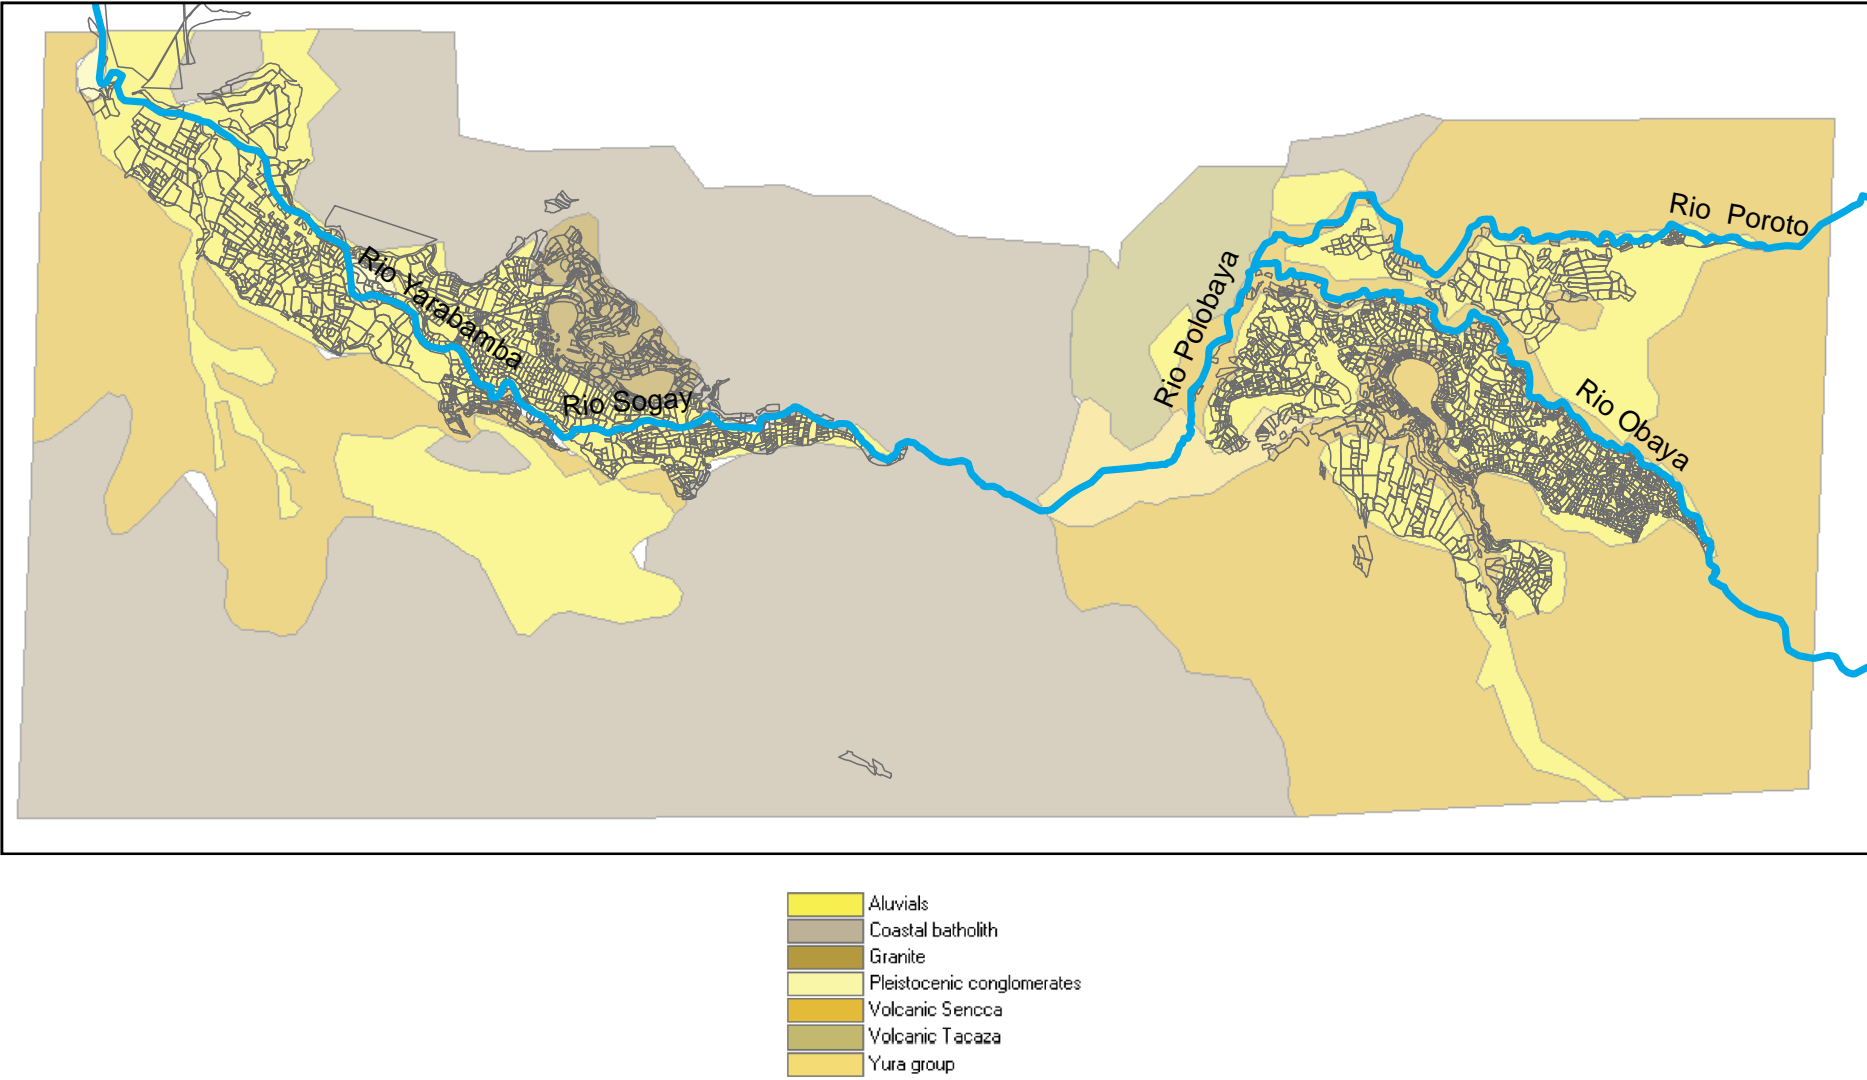 Rio Poroto
Rio Yarabamba
Rio Polobaya
Rio Sogay
Rio Obaya
Aluvials
Coastal batholith
Granite
Pleistocenic conglomerates
Volcanic Sencca
Volcanic Tacaza
Yura group